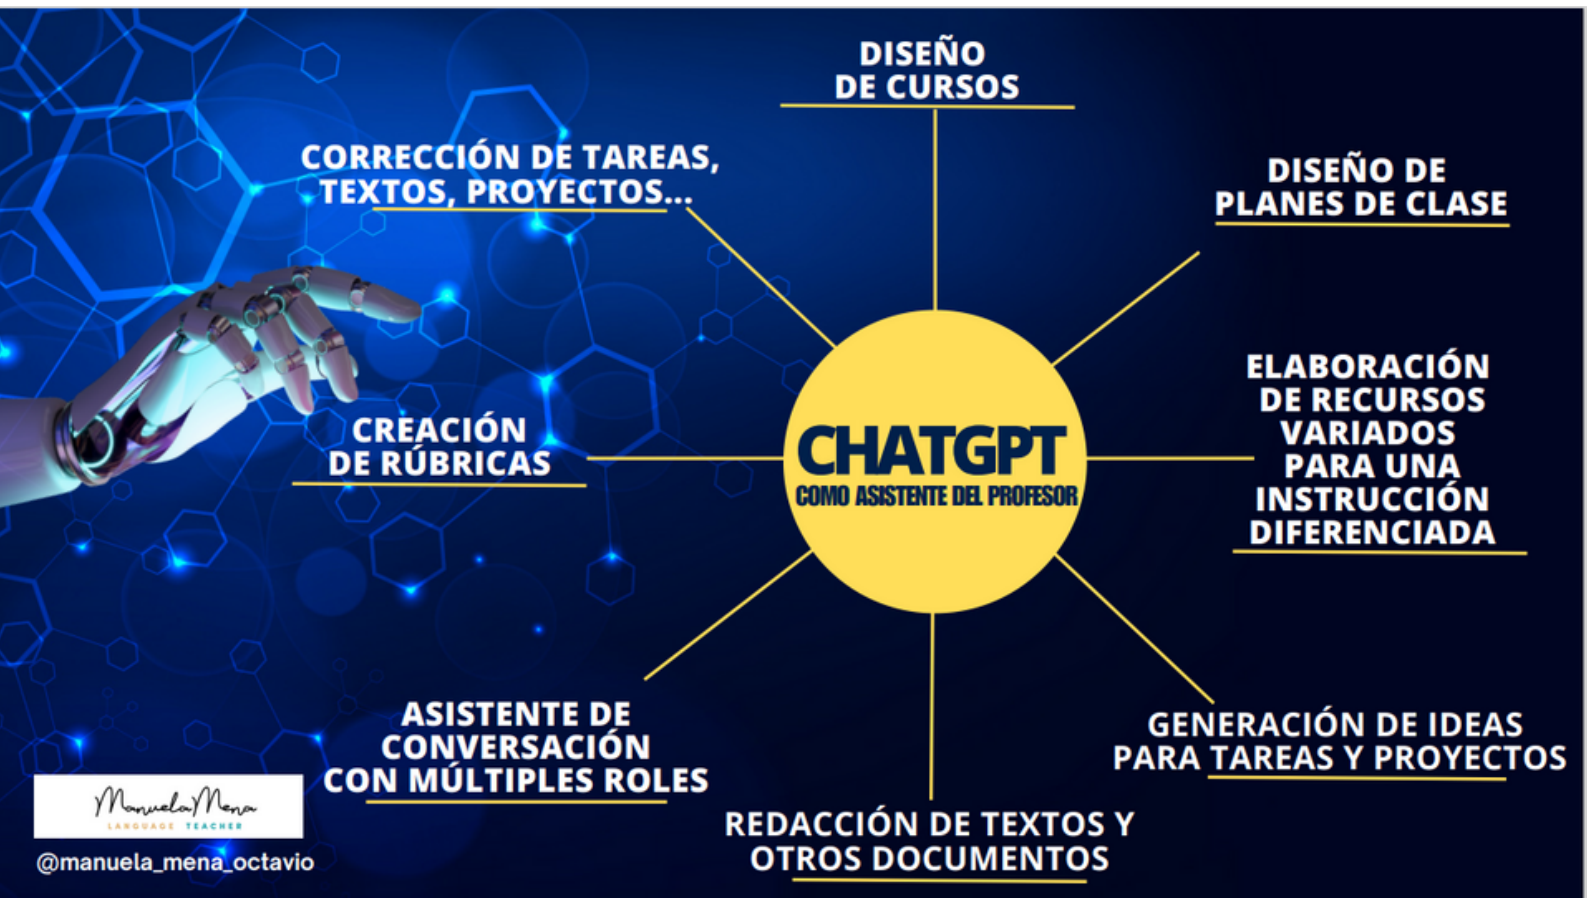 DISEÑO
DE CURSOS
CORRECCIÓN DE TAREAS,
TEXTOS, PROYECTOS...
DISEÑO DE
PLANES DE CLASE
ELABORACIÓN
DE RECURSOS
VARIADOS
PARA UNA
INSTRUCCIÓN
DIFERENCIADA
CREACIÓN
DE RÚBRICAS
CHATGPT
COMO ASISTENTE DEL PROFESOR
ASISTENTE DE
CONVERSACIÓN
CON MÚLTIPLES ROLES
GENERACIÓN DE IDEAS
PARA TAREAS Y PROYECTOS
REDACCIÓN DE TEXTOS Y
OTROS DOCUMENTOS
Manuela Mena
LANGUAGE TEACHER
@manuela_mena_octavio